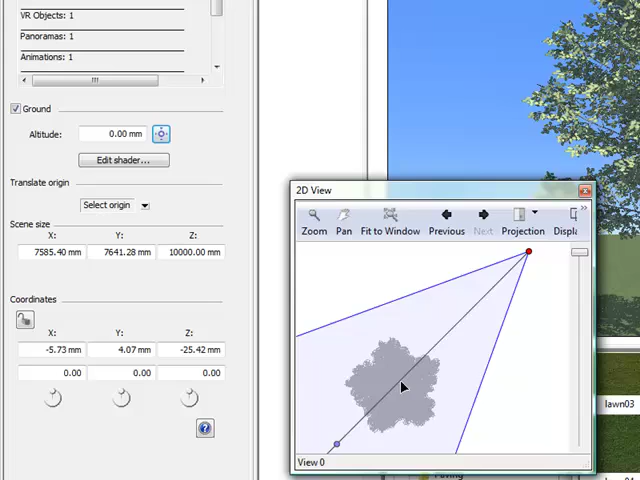 VR Objects: 1
Panoramas: 1
Animations: 1
Ground
Altitude: 0.00 mm
Edit shader...
Translate origin
Select origin
Scene size
X: Y: Z:
7585.40 mm 7641.28 mm 10000.00 mm
Coordinates
X: Y: Z:
-5.73 mm 4.07 mm -25.42 mm
0.00 0.00 0.00
2D View
Zoom Pan Fit to Window Previous Next Projection Displ
View 0
lawn03